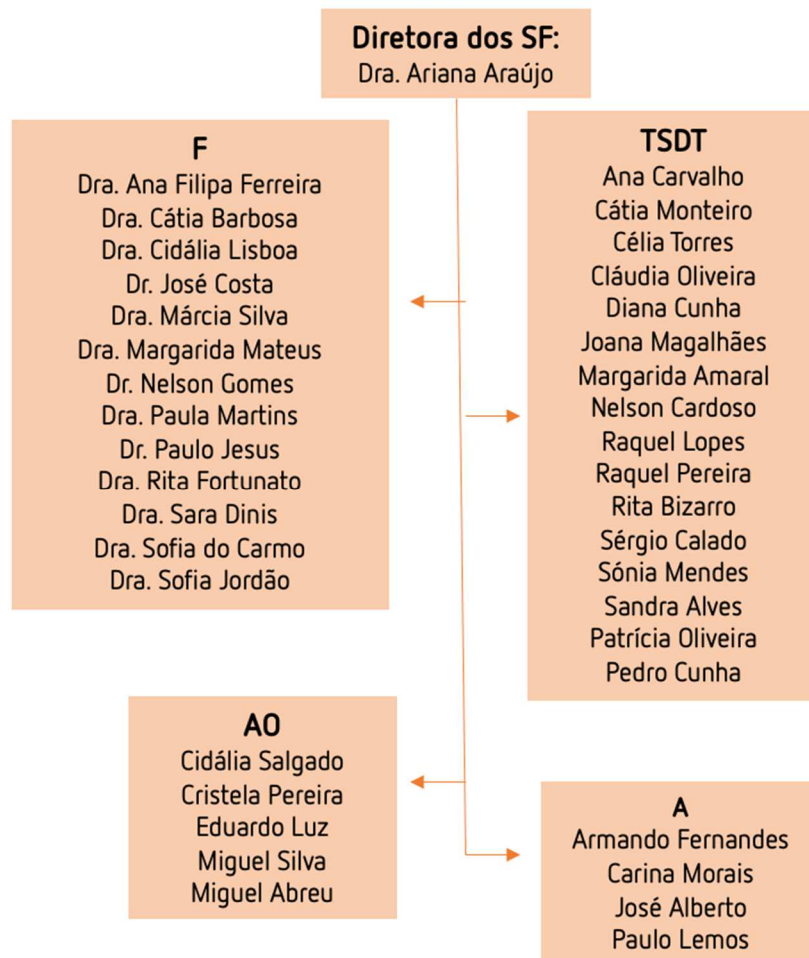 Diretora dos SF:
Dra. Ariana Araújo
F
Dra. Ana Filipa Ferreira
Dra. Cátia Barbosa
Dra. Cidália Lisboa
Dr. José Costa
Dra. Márcia Silva
Dra. Margarida Mateus
Dr. Nelson Gomes
Dra. Paula Martins
Dr. Paulo Jesus
Dra. Rita Fortunato
Dra. Sara Dinis
Dra. Sofia do Carmo
Dra. Sofia Jordão
TSDT
Ana Carvalho
Cátia Monteiro
Célia Torres
Cláudia Oliveira
Diana Cunha
Joana Magalhães
Margarida Amaral
Nelson Cardoso
Raquel Lopes
Raquel Pereira
Rita Bizarro
Sérgio Calado
Sónia Mendes
Sandra Alves
Patrícia Oliveira
Pedro Cunha
AO
Cidália Salgado
Cristela Pereira
Eduardo Luz
Miguel Silva
Miguel Abreu
A
Armando Fernandes
Carina Morais
José Alberto
Paulo Lemos